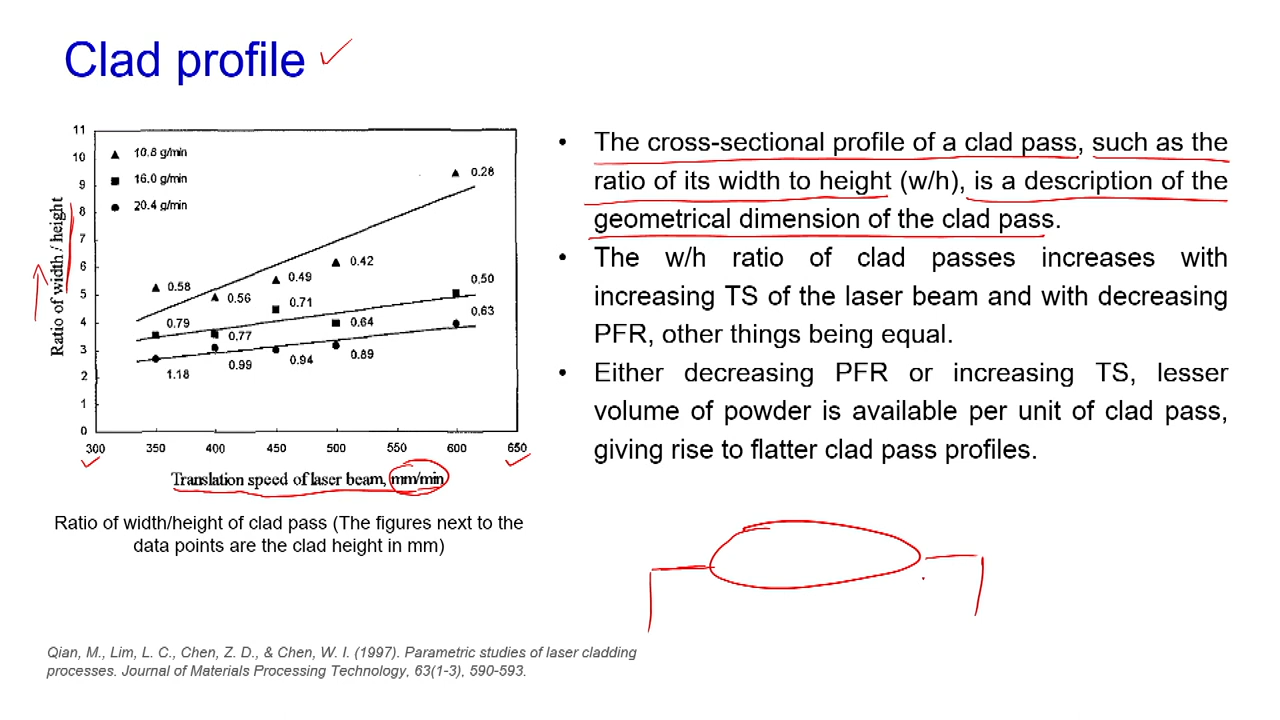 Clad profile
11
10
9
8
7
6
5
4
3
2
1
0
Ratio of width / height
10.8 g/min
16.0 g/min
20.4 g/min
0.28
0.58
0.56
0.49
0.42
0.50
0.79
0.77
0.71
0.64
0.63
1.18
0.99
0.94
0.89
300 350 400 450 500 550 600 650
Translation speed of laser beam, mm/min
Ratio of width/height of clad pass (The figures next to the
data points are the clad height in mm)
• The cross-sectional profile of a clad pass, such as the
ratio of its width to height (w/h), is a description of the
geometrical dimension of the clad pass.
• The w/h ratio of clad passes increases with
increasing TS of the laser beam and with decreasing
PFR, other things being equal.
• Either decreasing PFR or increasing TS, lesser
volume of powder is available per unit of clad pass,
giving rise to flatter clad pass profiles.
Qian, M., Lim, L. C., Chen, Z. D., & Chen, W. I. (1997). Parametric studies of laser cladding
processes. Journal of Materials Processing Technology, 63(1-3), 590-593.